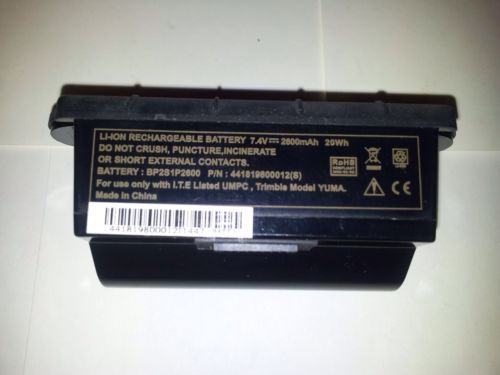 LI-ION RECHARGEABLE BATTERY 7.4V⎓2600mAh 20Wh
DO NOT CRUSH, PUNCTURE,INCINERATE
OR SHORT EXTERNAL CONTACTS.
BATTERY : BP2S1P2600 P/N : 441819800012(S)
For use only with I.T.E Listed UMPC , Trimble Model YUMA.
Made in China
RoHS
COMPLIANT